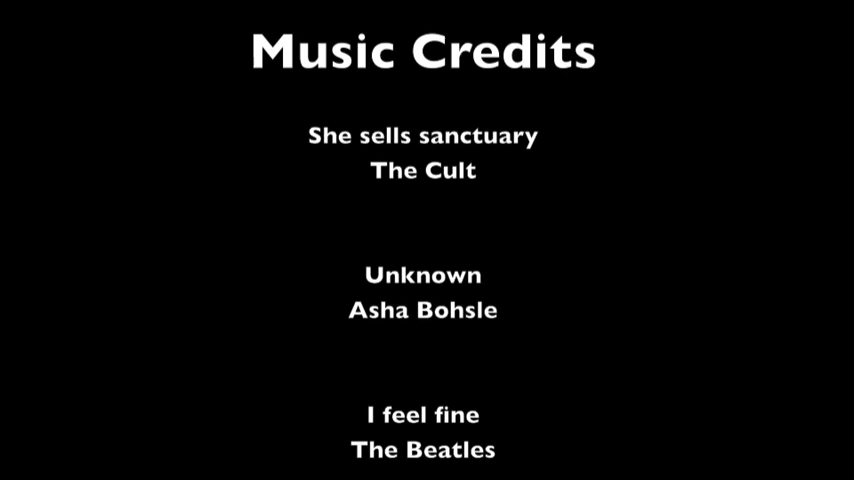 Music Credits
She sells sanctuary
The Cult
Unknown
Asha Bohsle
I feel fine
The Beatles